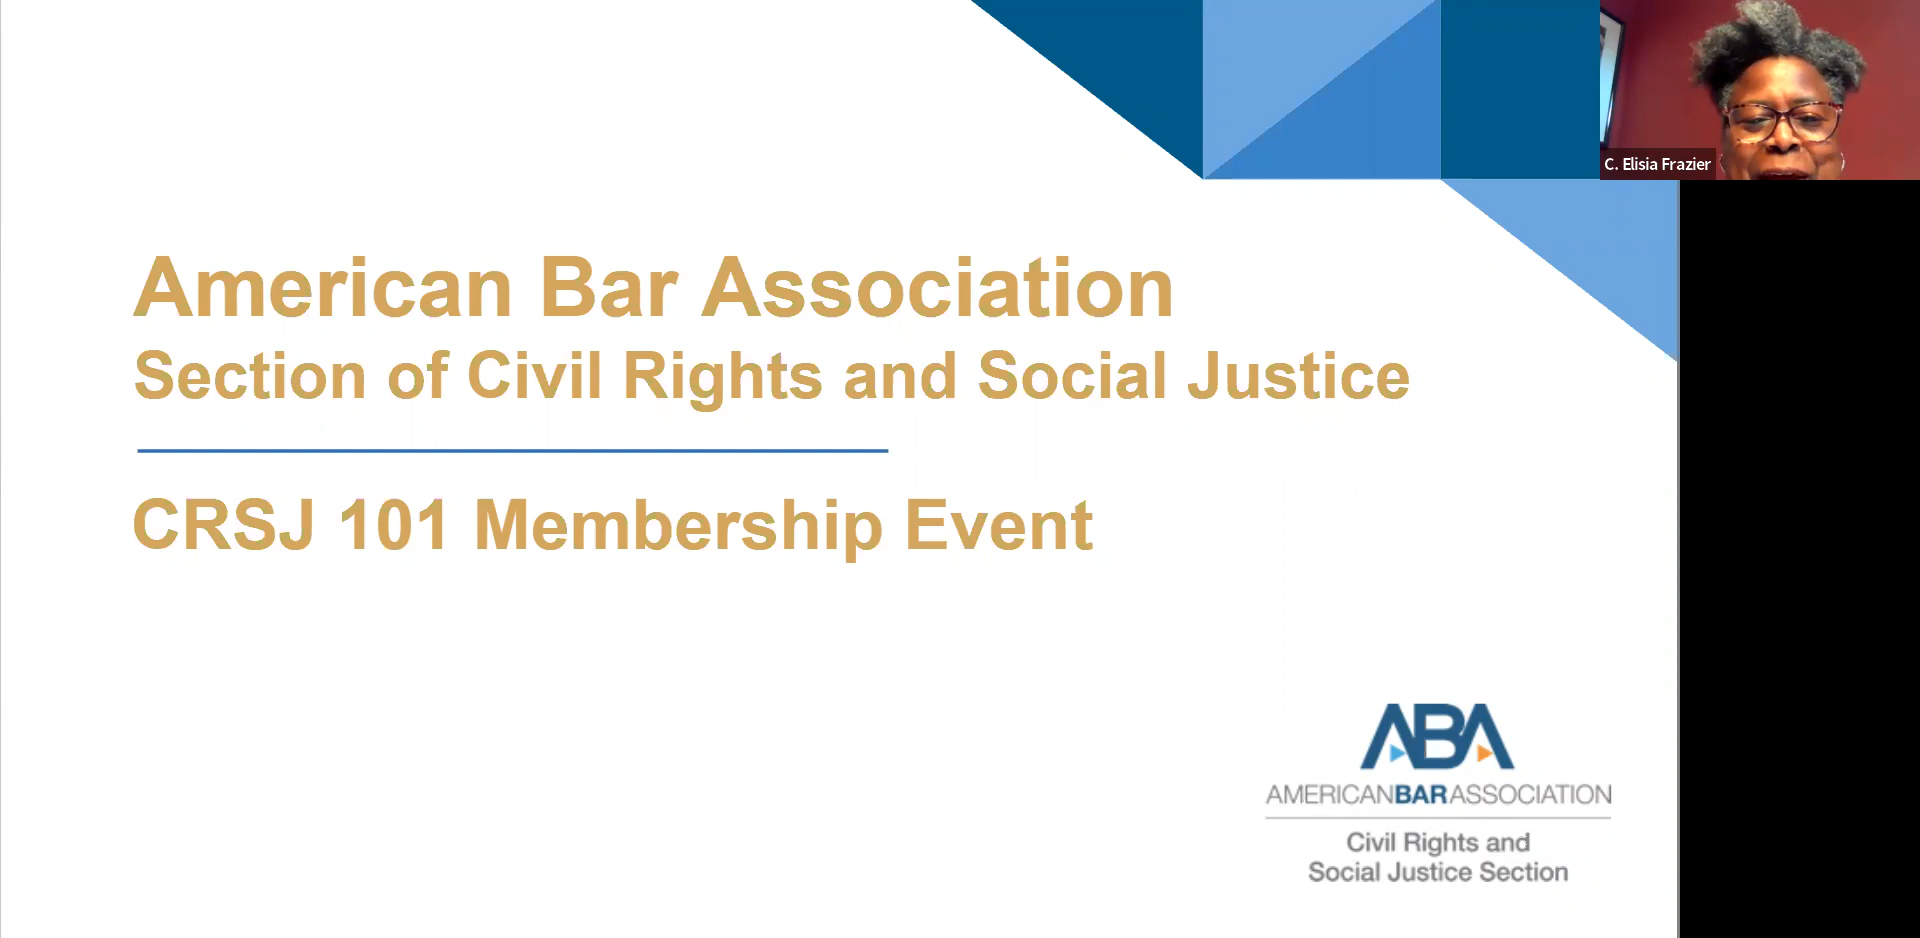 C. Elisia Frazier
American Bar Association
Section of Civil Rights and Social Justice
CRSJ 101 Membership Event
ABA
AMERICANBARASSOCIATION
Civil Rights and
Social Justice Section